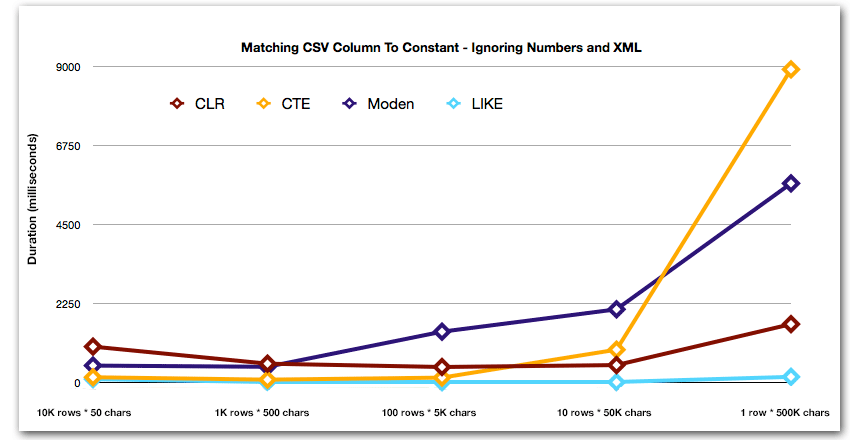 Matching CSV Column To Constant - Ignoring Numbers and XML
9000
CLR CTE Moden LIKE
6750
Duration (milliseconds)
4500
2250
0
10K rows * 50 chars 1K rows * 500 chars 100 rows * 5K chars 10 rows * 50K chars 1 row * 500K chars